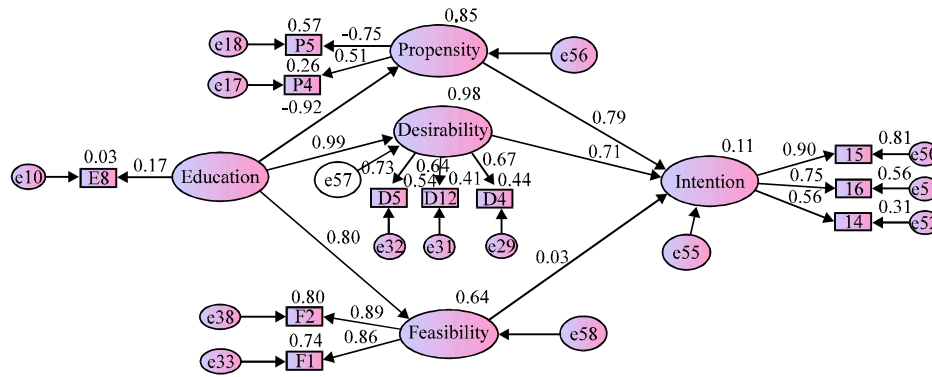 0.57
0.85
e18
P5
-0.75
Propensity
e56
0.26
0.51
e17
P4
-0.92
0.98
0.79
0.99
Desirability
0.03
0.17
0.73
0.64
0.67
0.71
0.11
0.90
15
0.81
e50
e10
E8
Education
e57
0.54
0.41
0.44
Intention
0.75
16
0.56
e5
D5
D12
D4
0.56
14
0.31
e52
0.80
e32
e31
e29
0.03
e55
0.80
0.64
e38
F2
0.89
Feasibility
e58
0.74
0.86
e33
F1